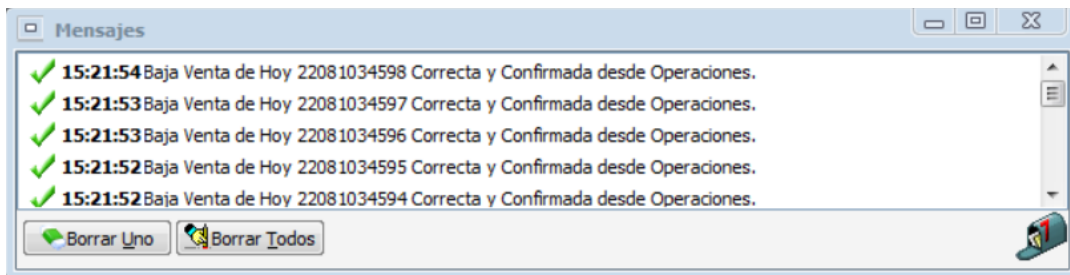 Mensajes
15:21:54 Baja Venta de Hoy 22081034598 Correcta y Confirmada desde Operaciones.
15:21:53 Baja Venta de Hoy 22081034597 Correcta y Confirmada desde Operaciones.
15:21:53 Baja Venta de Hoy 22081034596 Correcta y Confirmada desde Operaciones.
15:21:52 Baja Venta de Hoy 22081034595 Correcta y Confirmada desde Operaciones.
15:21:52 Baja Venta de Hoy 22081034594 Correcta y Confirmada desde Operaciones.
Borrar Uno Borrar Todos